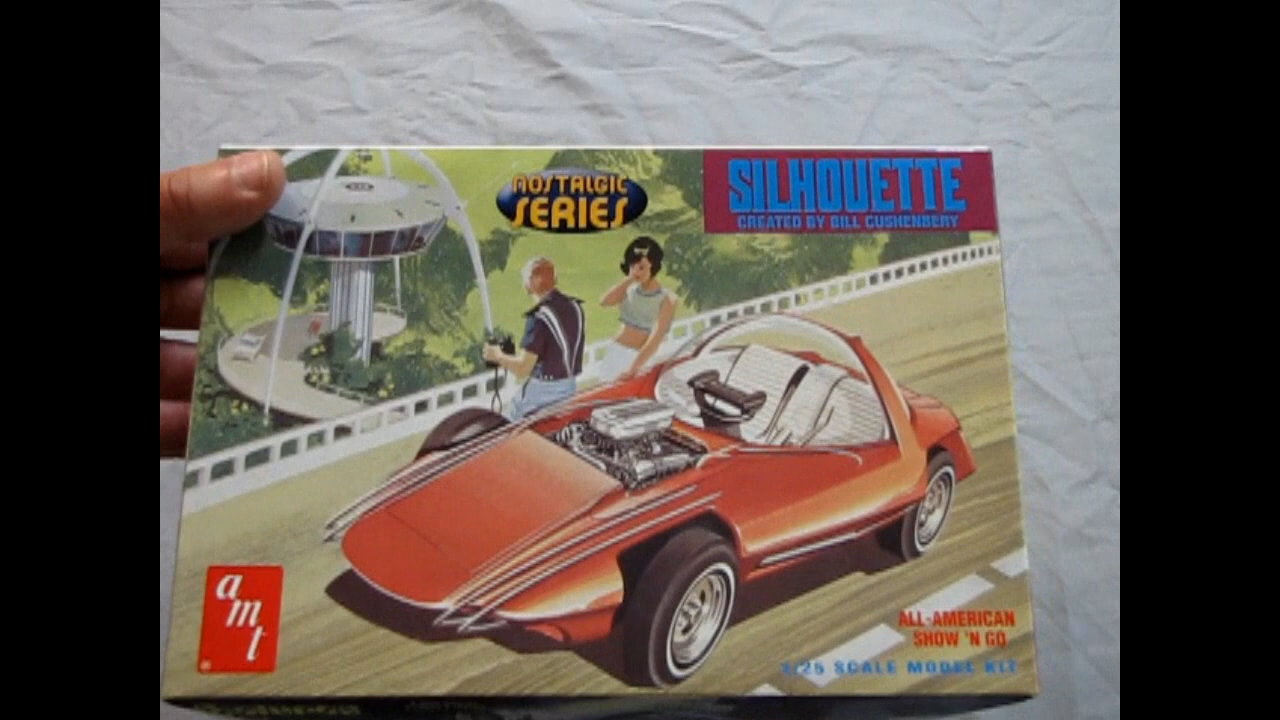 NOSTALGIC
SERIES
SILHOUETTE
CREATED BY BILL CUSHENBERY
amt
ALL-AMERICAN
SHOW 'N GO
1/25 SCALE MODEL KIT